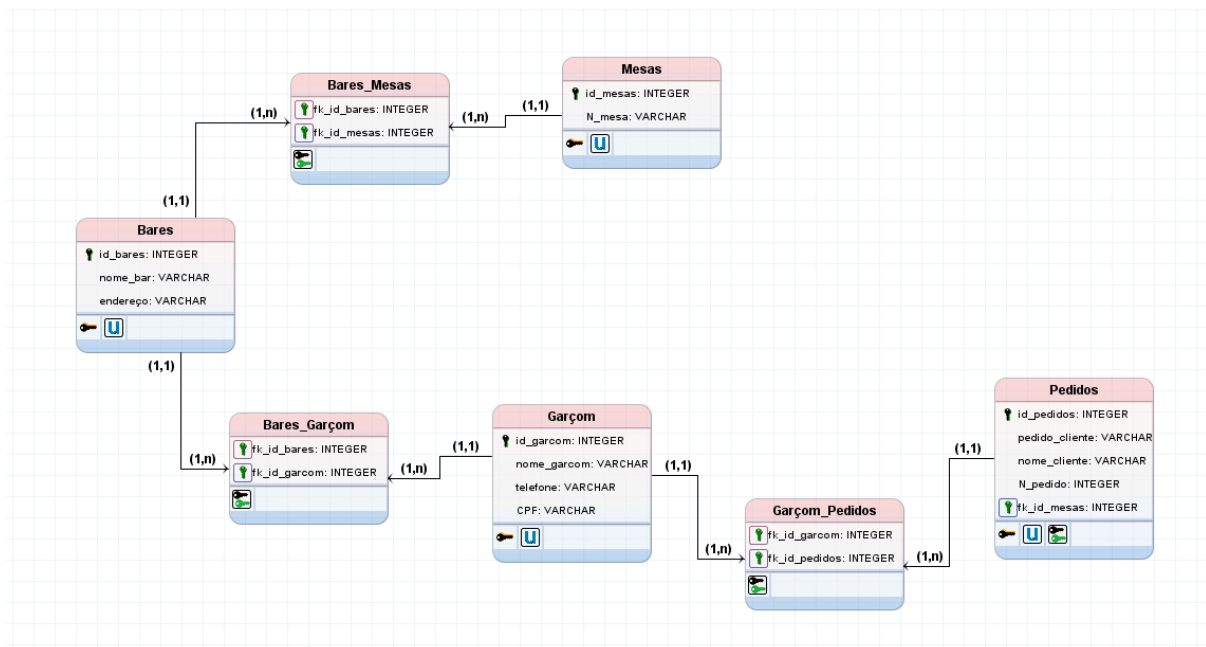 Mesas
id_mesas: INTEGER
N_mesa: VARCHAR
Bares_Mesas
fk_id_bares: INTEGER
fk_id_mesas: INTEGER
(1,n)
(1,n)
(1,1)
(1,1)
Bares
id_bares: INTEGER
nome_bar: VARCHAR
endereço: VARCHAR
U
U
(1,1)
Bares_Garçom
fk_id_bares: INTEGER
fk_id_garcom: INTEGER
(1,n)
(1,n)
(1,1)
Garçom
id_garcom: INTEGER
nome_garcom: VARCHAR
telefone: VARCHAR
CPF: VARCHAR
U
(1,1)
(1,n)
Garçom_Pedidos
fk_id_garcom: INTEGER
fk_id_pedidos: INTEGER
(1,n)
(1,1)
Pedidos
id_pedidos: INTEGER
pedido_cliente: VARCHAR
nome_cliente: VARCHAR
N_pedido: INTEGER
fk_id_mesas: INTEGER
U